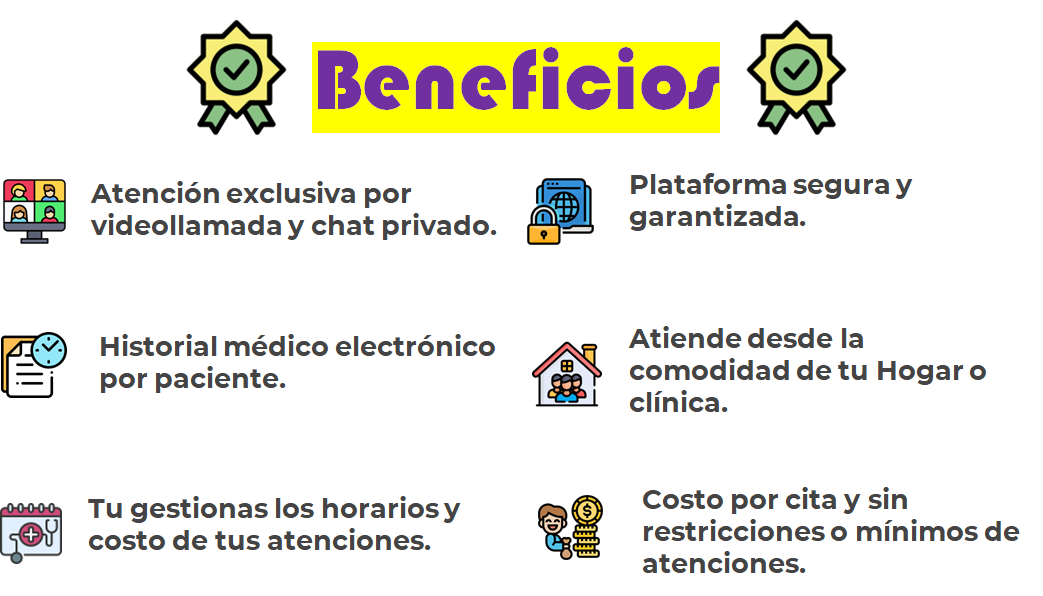 Beneficios
Atención exclusiva por
videollamada y chat privado.
Plataforma segura y
garantizada.
Historial médico electrónico
por paciente.
Atiende desde la
comodidad de tu Hogar o
clínica.
Tu gestionas los horarios y
costo de tus atenciones.
Costo por cita y sin
restricciones o mínimos de
atenciones.